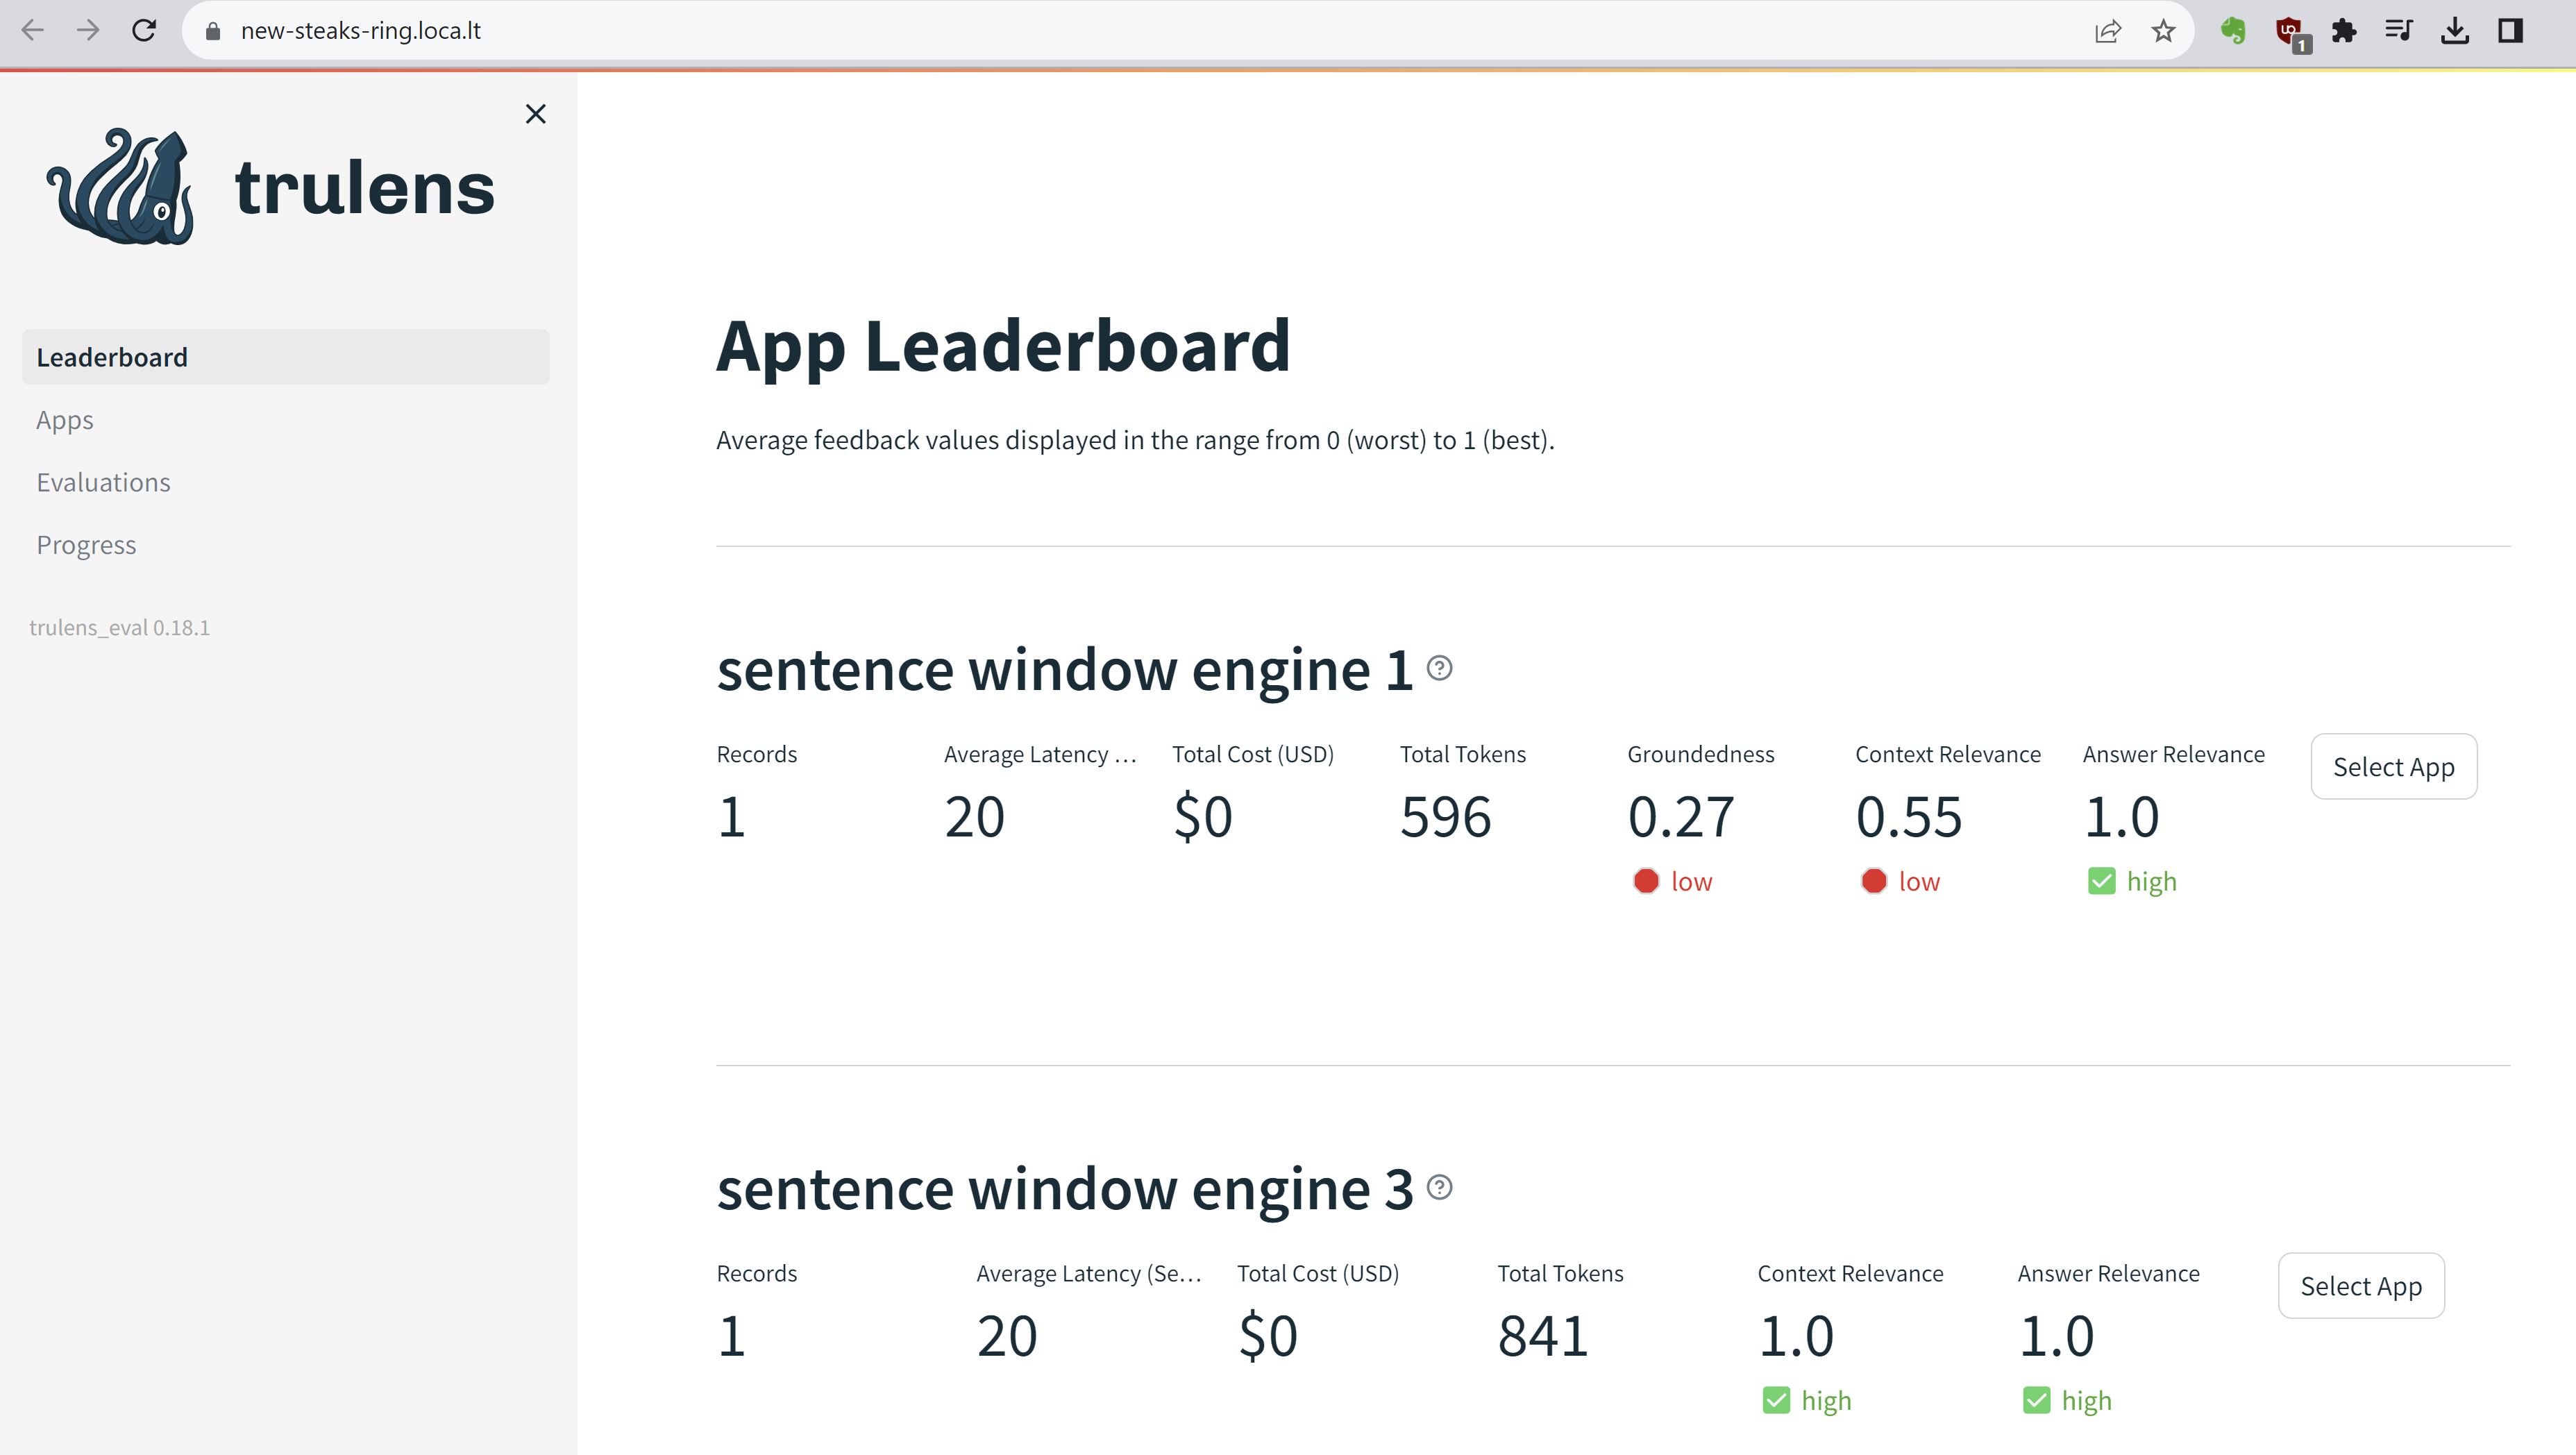 new-steaks-ring.loca.lt
1
trulens
Leaderboard
Apps
Evaluations
Progress
trulens_eval 0.18.1
App Leaderboard
Average feedback values displayed in the range from 0 (worst) to 1 (best).
sentence window engine 1
Records Average Latency ... Total Cost (USD) Total Tokens Groundedness Context Relevance Answer Relevance Select App
1 20 $0 596 0.27 0.55 1.0
low low high
sentence window engine 3
Records Average Latency (Se... Total Cost (USD) Total Tokens Context Relevance Answer Relevance Select App
1 20 $0 841 1.0 1.0
high high